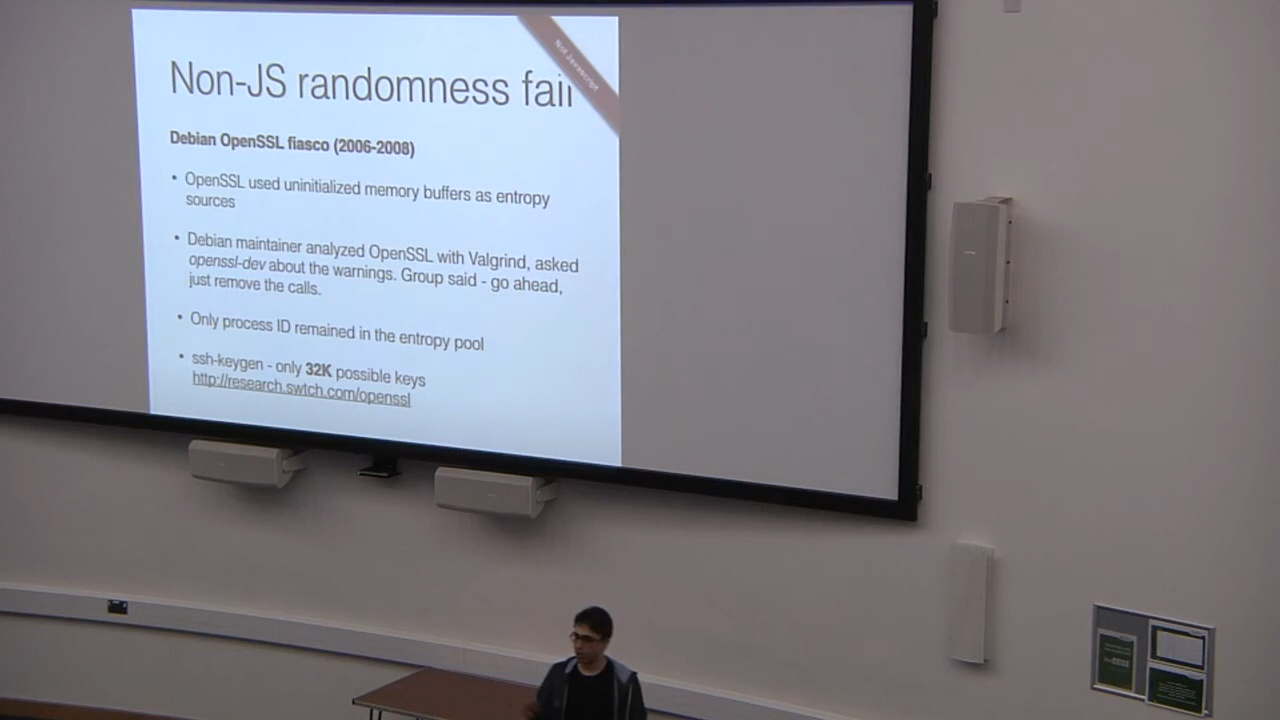 Not Javascript
Non-JS randomness fail
Debian OpenSSL fiasco (2006-2008)
• OpenSSL used uninitialized memory buffers as entropy
sources
• Debian maintainer analyzed OpenSSL with Valgrind, asked
openssl-dev about the warnings. Group said - go ahead,
just remove the calls.
• Only process ID remained in the entropy pool
• ssh-keygen - only 32K possible keys
http://research.swtch.com/openssl